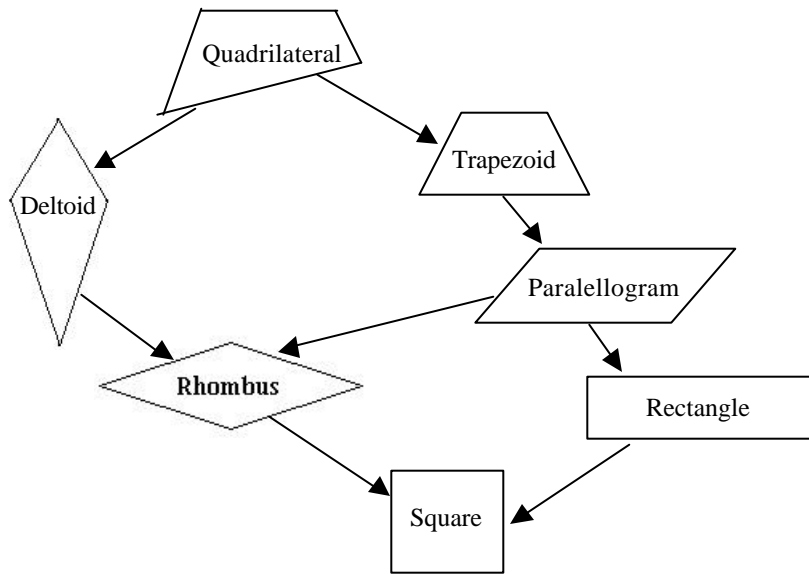 Quadrilateral
Trapezoid
Deltoid
Paralellogram
Rhombus
Rectangle
Square